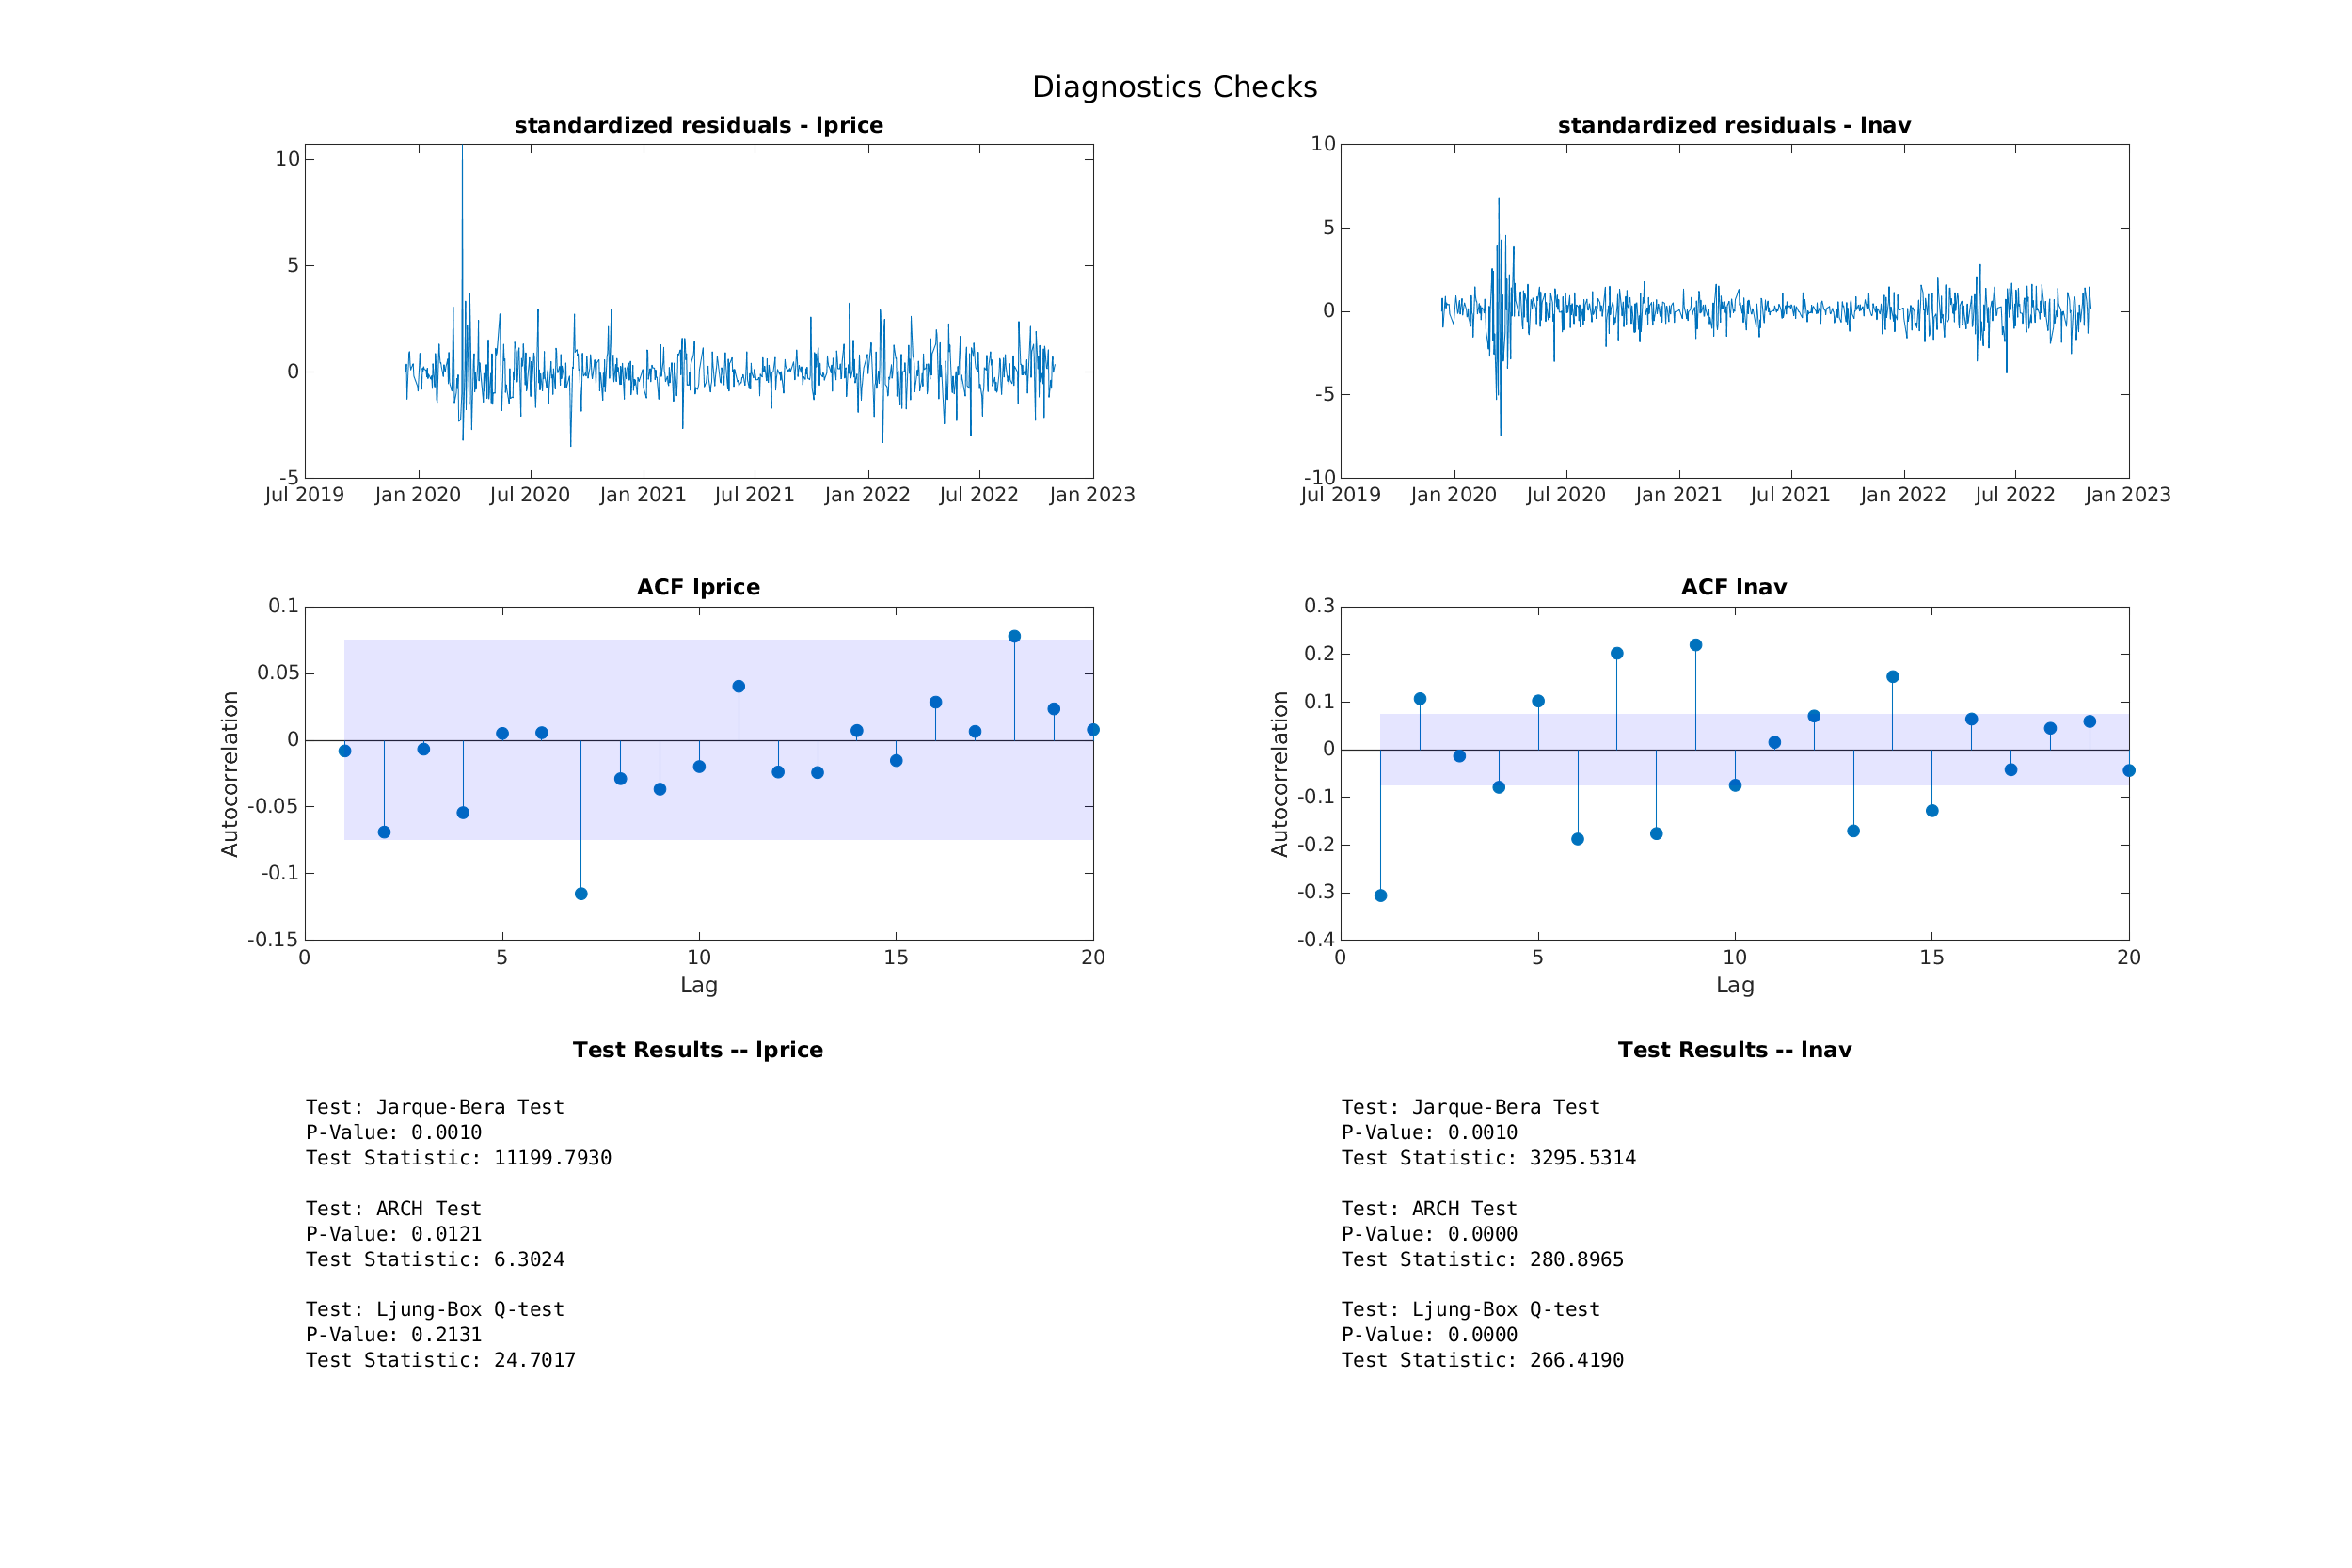 Diagnostics Checks
standardized residuals - lprice
10
5
0
-5
Jul 2019 Jan 2020 Jul 2020 Jan 2021 Jul 2021 Jan 2022 Jul 2022 Jan 2023
standardized residuals - lnav
10
5
0
-5
-10
Jul 2019 Jan 2020 Jul 2020 Jan 2021 Jul 2021 Jan 2022 Jul 2022 Jan 2023
ACF lprice
0.1
0.05
0
-0.05
-0.1
-0.15
Autocorrelation
0 5 10 15 20
Lag
ACF lnav
0.3
0.2
0.1
0
-0.1
-0.2
-0.3
-0.4
Autocorrelation
0 5 10 15 20
Lag
Test Results -- lprice
Test: Jarque-Bera Test
P-Value: 0.0010
Test Statistic: 11199.7930
Test: ARCH Test
P-Value: 0.0121
Test Statistic: 6.3024
Test: Ljung-Box Q-test
P-Value: 0.2131
Test Statistic: 24.7017
Test Results -- lnav
Test: Jarque-Bera Test
P-Value: 0.0010
Test Statistic: 3295.5314
Test: ARCH Test
P-Value: 0.0000
Test Statistic: 280.8965
Test: Ljung-Box Q-test
P-Value: 0.0000
Test Statistic: 266.4190